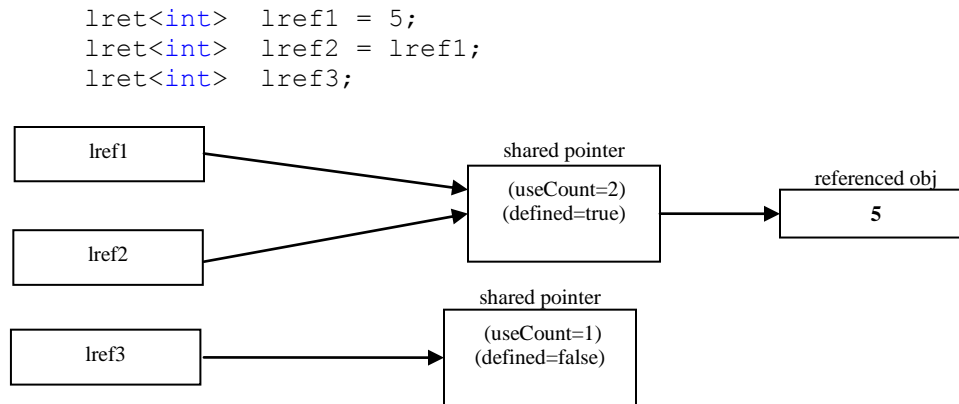 lret<int> lref1 = 5;
lret<int> lref2 = lref1;
lret<int> lref3;
lref1
shared pointer
(useCount=2)
(defined=true)
referenced obj
5
lref2
shared pointer
(useCount=1)
(defined=false)
lref3